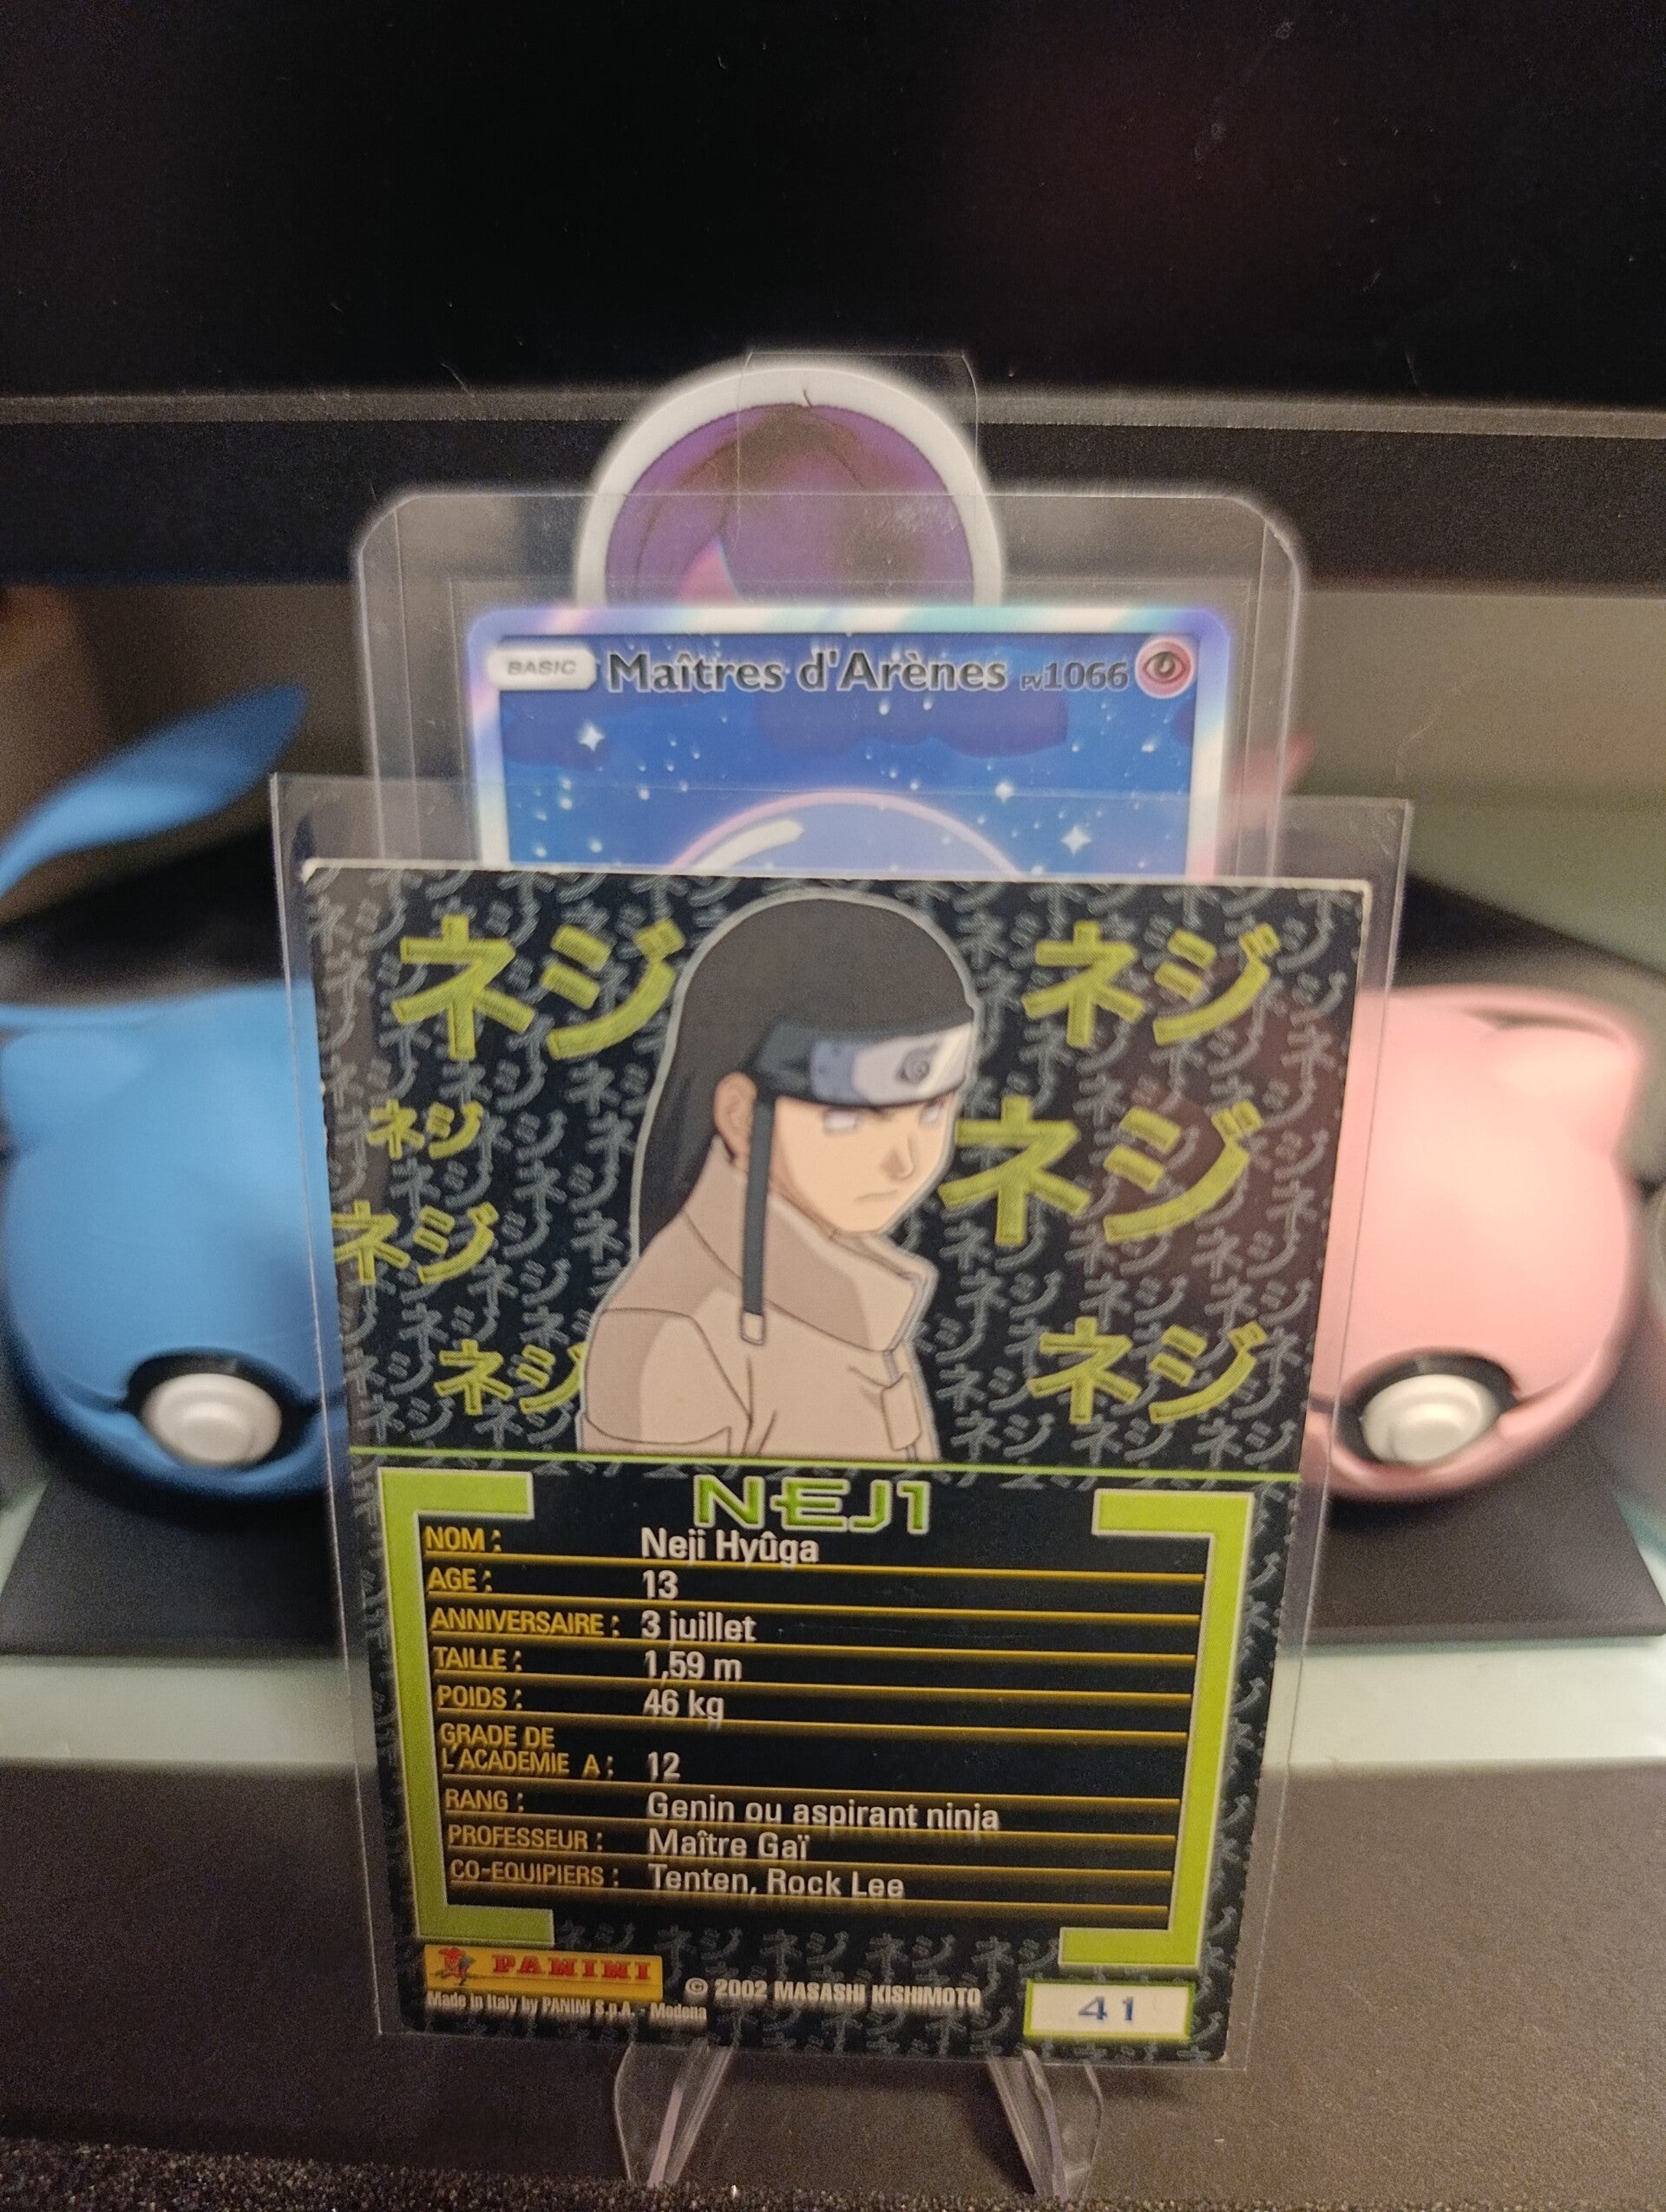 BASIC Maîtres d'Arènes PV1066
ネジ ネジ
ネジ ネジ
ネジ
ネジ ネジ
NEJI
NOM : Neji Hyûga
AGE : 13
ANNIVERSAIRE : 3 juillet
TAILLE : 1,59 m
POIDS : 46 kg
GRADE DE
L'ACADEMIE A : 12
RANG : Genin ou aspirant ninja
PROFESSEUR : Maître Gaï
CO-EQUIPIERS : Tenten, Rock Lee
PANINI
Made in Italy by PANINI S.p.A. - Modena
© 2002 MASASHI KISHIMOTO
41